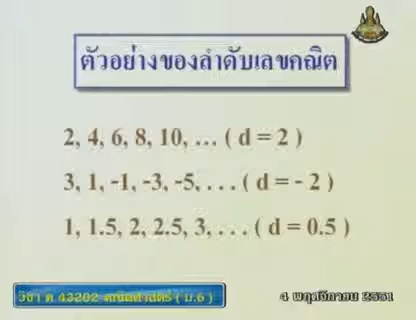 ตัวอย่างของลำดับเลขคณิต
2, 4, 6, 8, 10, ... ( d = 2 )
3, 1, -1, -3, -5, . . . ( d = - 2 )
1, 1.5, 2, 2.5, 3, . . . ( d = 0.5 )
วิชา ค 43202 คณิตศาสตร์ ( ม.6 )
4 พฤศจิกายน 2551